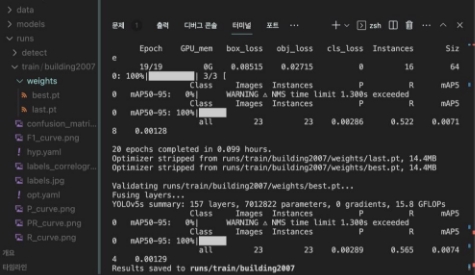 data
models
runs
detect
train/building2007
weights
best.pt
last.pt
confusion_matri...
F1_curve.png
hyp.yaml
labels_correlogr...
labels.jpg
opt.yaml
P_curve.png
PR_curve.png
R_curve.png
개요
타임라인
문제 1 출력 디버그 콘솔 터미널 포트 ... zsh
e
Epoch GPU_mem box_loss obj_loss cls_loss Instances Siz
e
19/19 0G 0.08515 0.02715 0 16 64
0: 100%| | 3/3 [
Class Images Instances P R mAP5
0 mAP50-95: 0%| WARNING ⚠ NMS time limit 1.300s exceeded
Class Images Instances P R mAP5
0 mAP50-95: 100%|
all 23 23 0.00286 0.522 0.0071
8 0.00128
20 epochs completed in 0.099 hours.
Optimizer stripped from runs/train/building2007/weights/last.pt, 14.4MB
Optimizer stripped from runs/train/building2007/weights/best.pt, 14.4MB
Validating runs/train/building2007/weights/best.pt...
Fusing layers...
YOLOv5s summary: 157 layers, 7012822 parameters, 0 gradients, 15.8 GFLOPs
Class Images Instances P R mAP5
0 mAP50-95: 0%| WARNING ⚠ NMS time limit 1.300s exceeded
Class Images Instances P R mAP5
0 mAP50-95: 100%|
all 23 23 0.00289 0.565 0.0074
4 0.00129
Results saved to runs/train/building2007